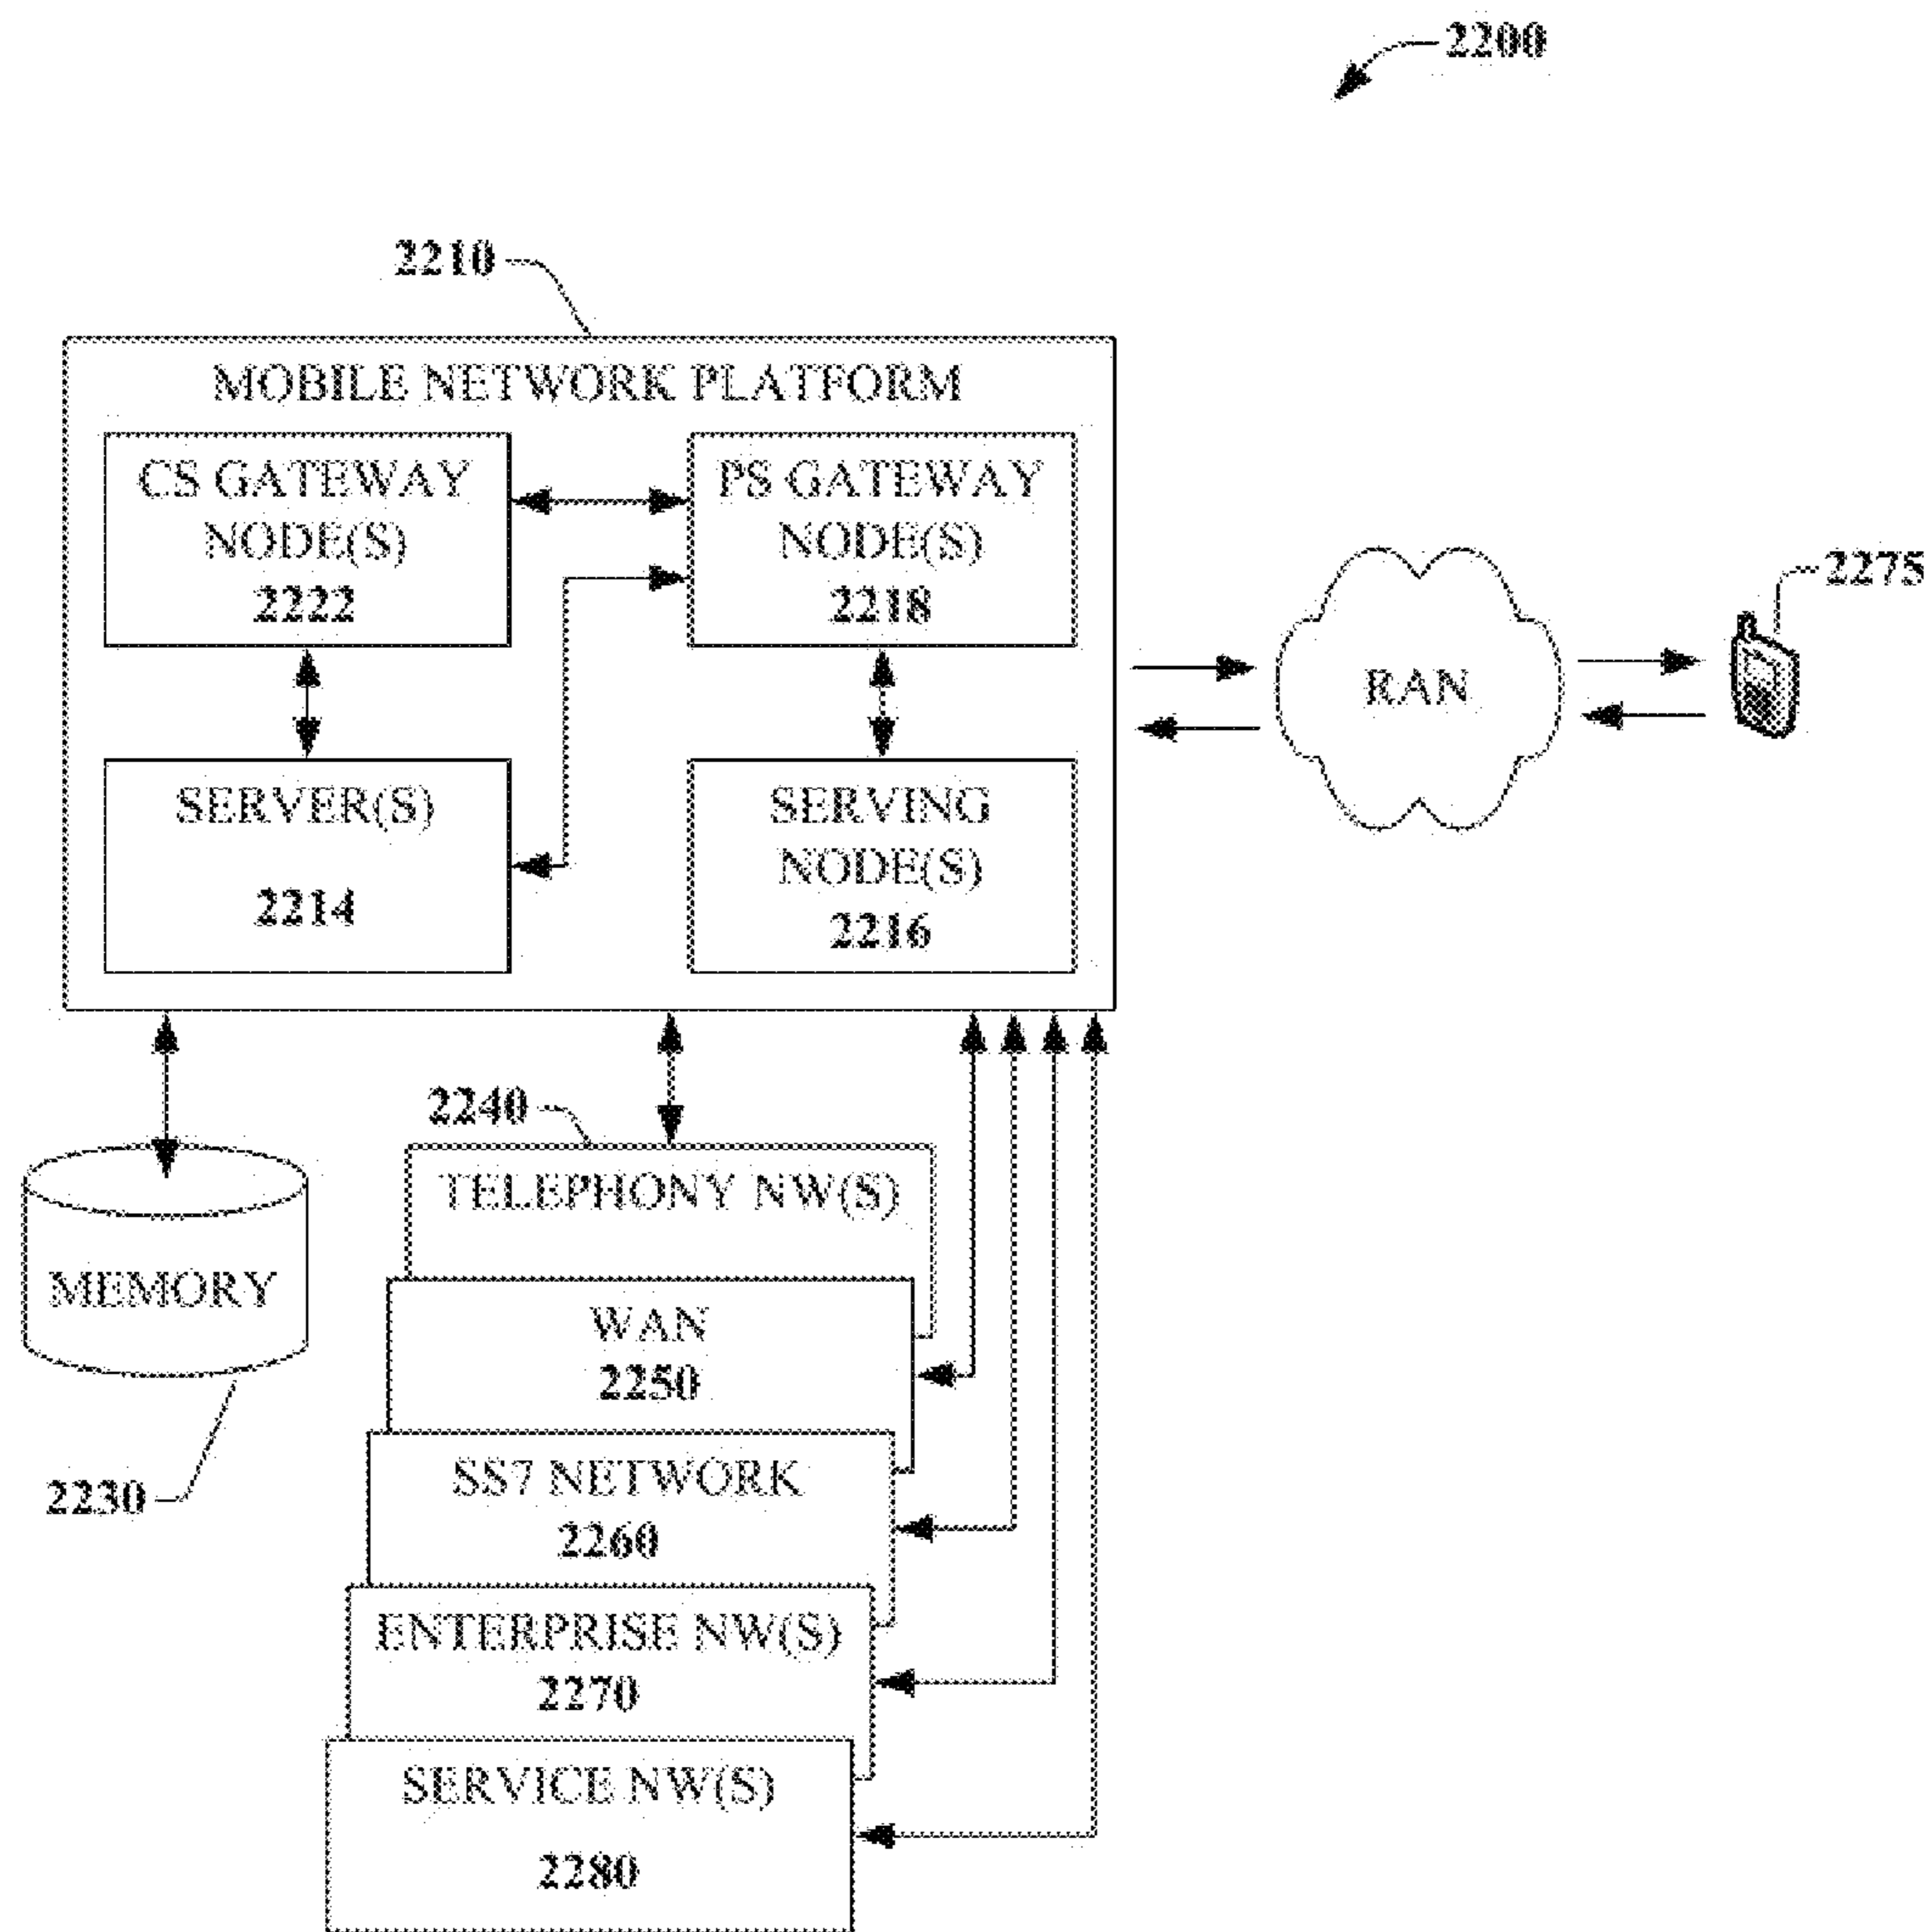 2200
2210
MOBILE NETWORK PLATFORM
CS GATEWAY
NODE(S)
2222
PS GATEWAY
NODE(S)
2218
SERVER(S)
2214
SERVING
NODE(S)
2216
RAN
2275
2240
TELEPHONY NW(S)
MEMORY
2230
WAN
2250
SS7 NETWORK
2260
ENTERPRISE NW(S)
2270
SERVICE NW(S)
2280